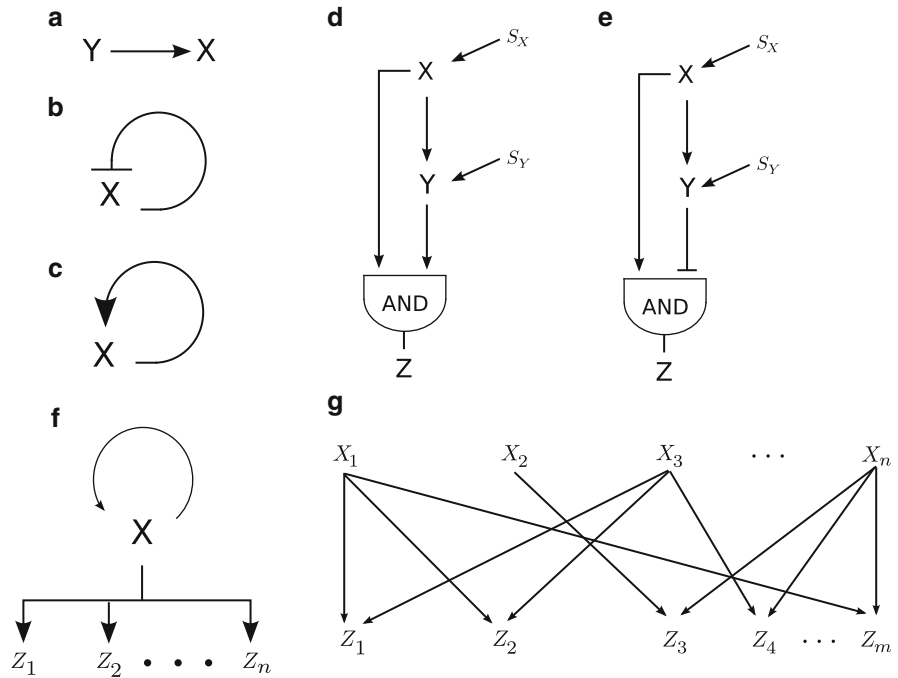 a
Y X
b
X
c
X
d
S_X
X
S_Y
Y
AND
Z
e
S_X
X
S_Y
Y
AND
Z
f
X
Z_1 Z_2 • • • Z_n
g
X_1 X_2 X_3 · · · X_n
Z_1 Z_2 Z_3 Z_4 · · · Z_m